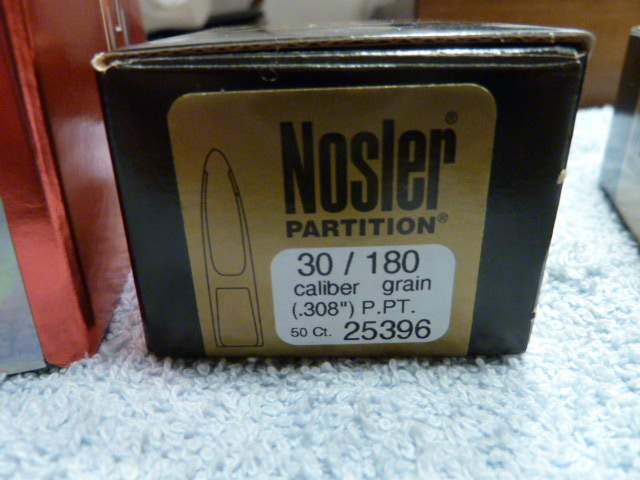 Nosler®
PARTITION®
30 / 180
caliber grain
(.308") P.PT.
50 Ct. 25396